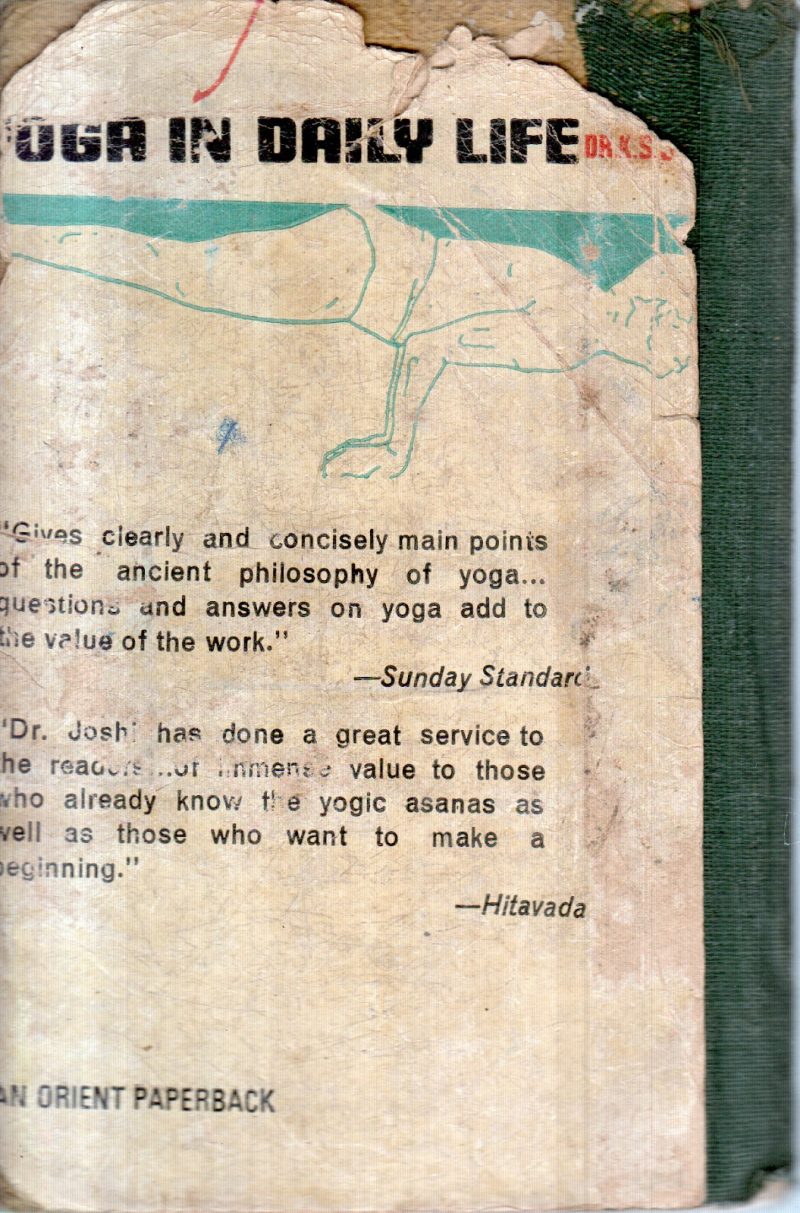 YOGA IN DAILY LIFE DR. K.S.
"Gives clearly and concisely main points
of the ancient philosophy of yoga...
questions and answers on yoga add to
the value of the work."
—Sunday Standard
"Dr. Joshi has done a great service to
the readers...of immense value to those
who already know the yogic asanas as
well as those who want to make a
beginning."
—Hitavada
AN ORIENT PAPERBACK